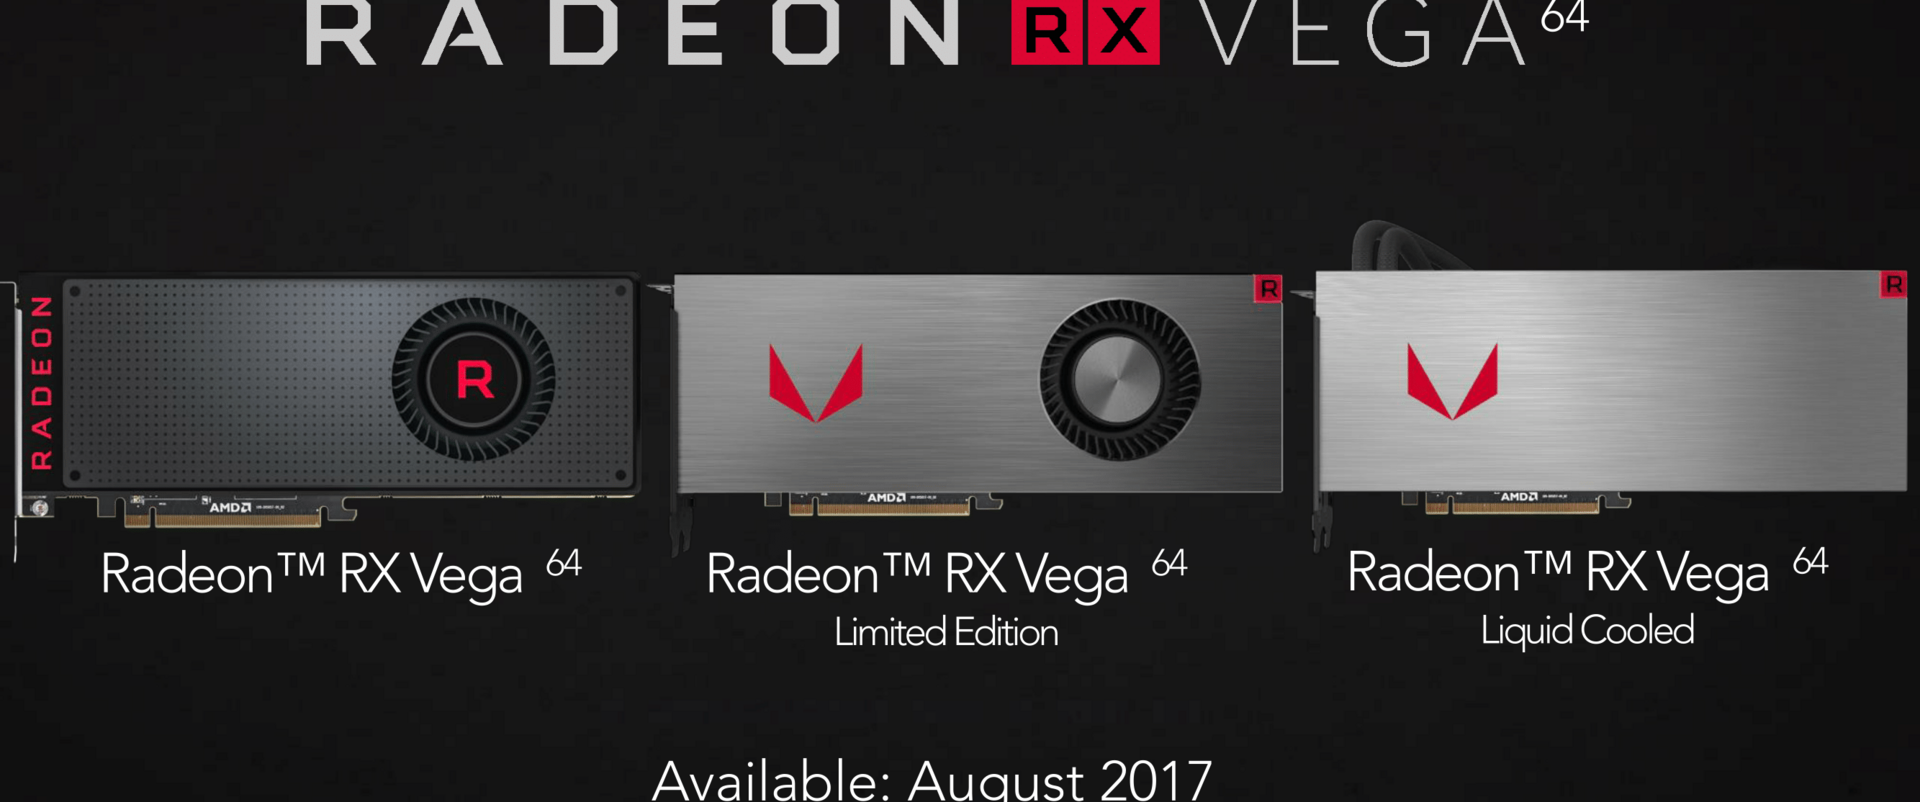 RADEON RX VEGA 64
RADEON
R
R
R
AMD
AMD
AMD
Radeon™ RX Vega 64
Radeon™ RX Vega 64
Limited Edition
Radeon™ RX Vega 64
Liquid Cooled
Available: August 2017